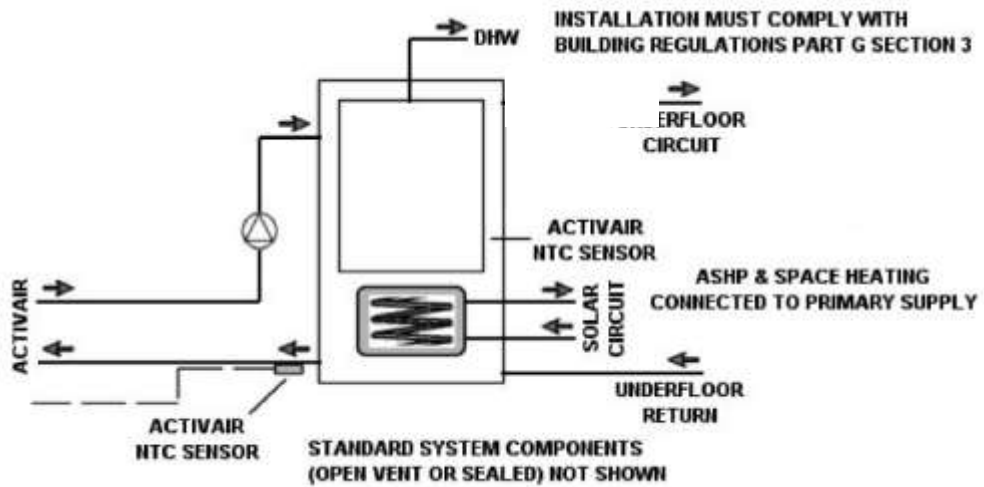 DHW
INSTALLATION MUST COMPLY WITH
BUILDING REGULATIONS PART G SECTION 3
ERFLOOR
CIRCUIT
ACTIVAIR
NTC SENSOR
ASHP & SPACE HEATING
CONNECTED TO PRIMARY SUPPLY
SOLAR
CIRCUIT
ACTIVAIR
UNDERFLOOR
RETURN
ACTIVAIR
NTC SENSOR
STANDARD SYSTEM COMPONENTS
(OPEN VENT OR SEALED) NOT SHOWN